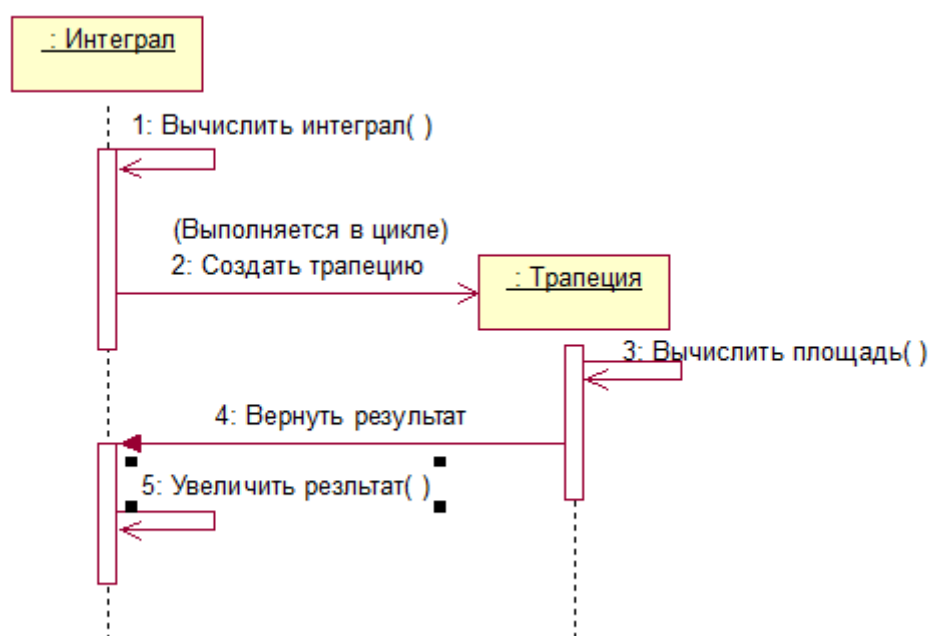 : Интеграл
1: Вычислить интеграл( )
(Выполняется в цикле)
2: Создать трапецию
: Трапеция
3: Вычислить площадь( )
4: Вернуть результат
5: Увеличить резльтат( )